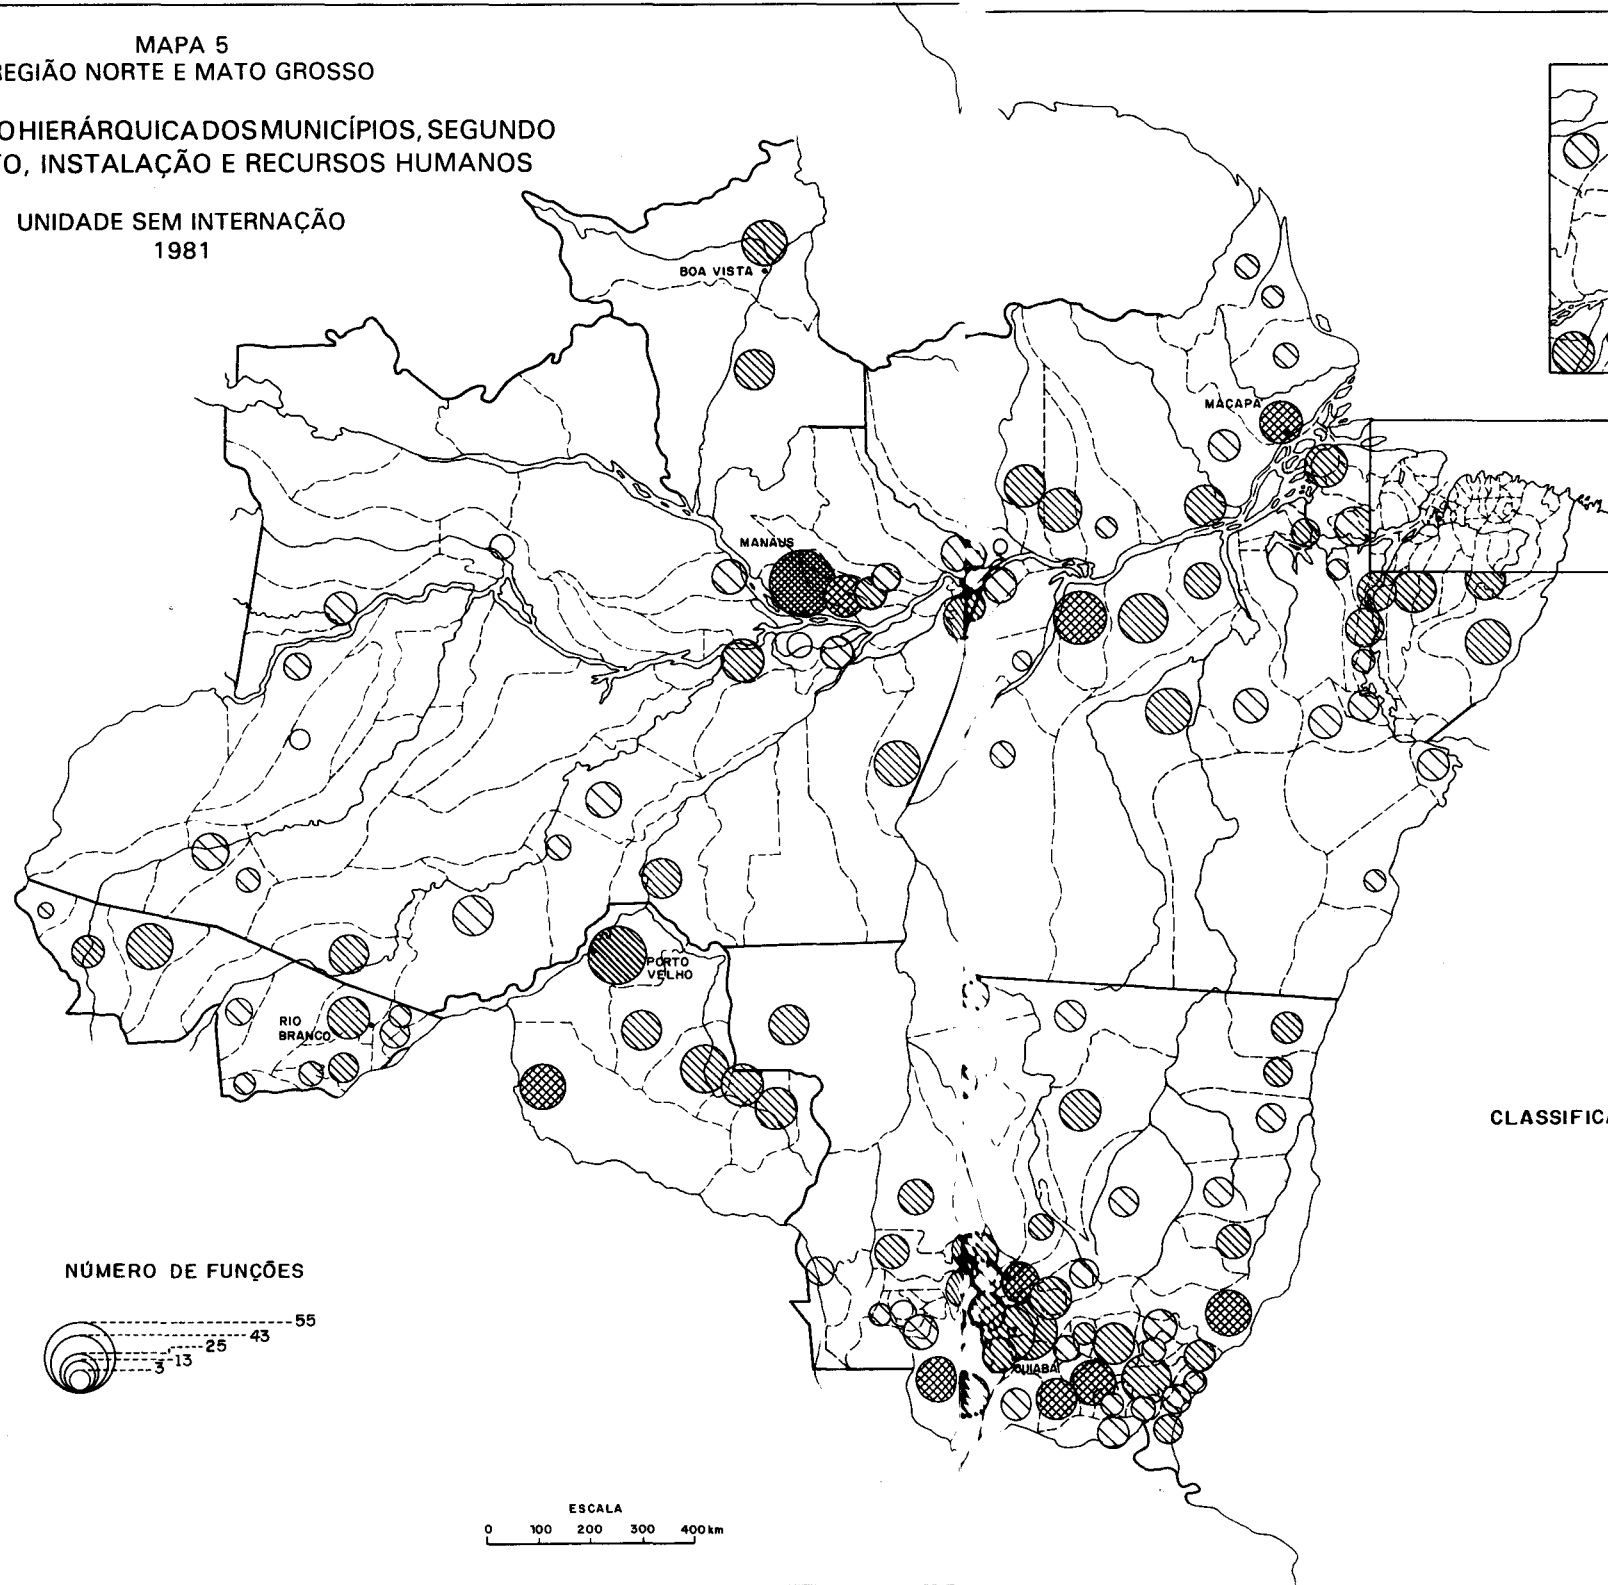 MAPA 5
REGIÃO NORTE E MATO GROSSO
O HIERÁRQUICA DOS MUNICÍPIOS, SEGUNDO
TO, INSTALAÇÃO E RECURSOS HUMANOS
UNIDADE SEM INTERNAÇÃO
1981
BOA VISTA
MACAPÁ
MANAUS
PORTO
VELHO
RIO
BRANCO
CLASSIFICA
CUIABÁ
NÚMERO DE FUNÇÕES
55
43
25
13
3
ESCALA
0 100 200 300 400 km